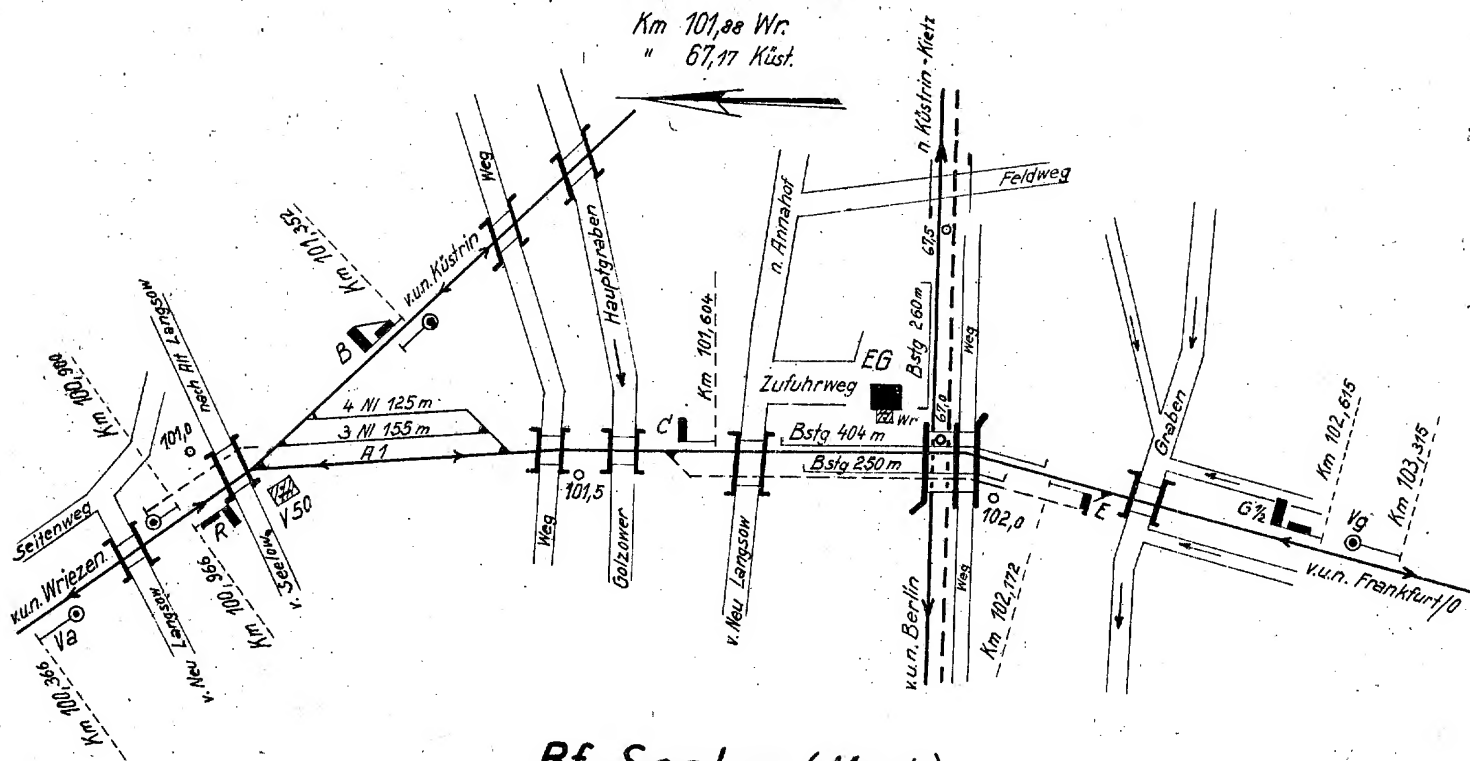 Km 101,88 Wr.
" 67,17 Küst.
n. Küstrin-Kietz
Weg
Hauptgraben
n. Annahof
Feldweg
67,5
Km 101,352
v.u.n. Küstrin
B
nach Alt Langsow
Km 100,980
101,0
4 Nl 125 m
3 Nl 155 m
A 1
C
Km 101,604
Zufuhrweg
EG
Wr
Bstg 260 m
67,0
Weg
Bstg 404 m
Bstg 250 m
Graben
Km 102,615
Km 103,315
G ½
Vg
E
102,0
101,5
V50
R
Seitenweg
v.u.n. Wriezen
Va
Km 100,366
Km 100,966
v. Neu Langsow
v. Seelow
Weg
Golzower
v. Neu Langsow
v.u.n. Berlin
Weg
Km 102,172
v.u.n. Frankfurt/O